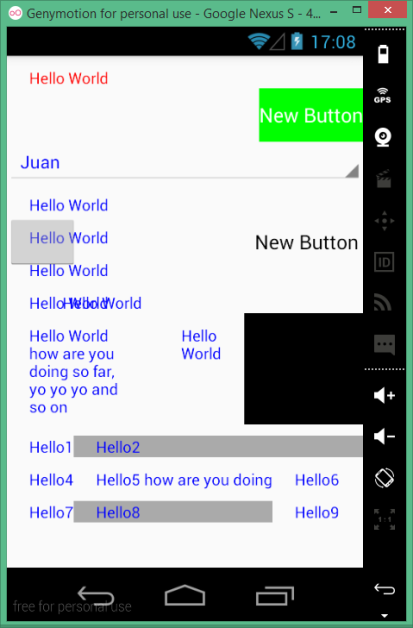 Genymotion for personal use - Google Nexus S - 4...
17:08
Hello World
New Button
GPS
Juan
Hello World
Hello World
New Button
ID
Hello World
Hello World
Hello World
Hello World
how are you
doing so far,
yo yo yo and
so on
Hello
World
Hello1 Hello2
Hello4 Hello5 how are you doing Hello6
Hello7 Hello8 Hello9
1:1
free for personal use